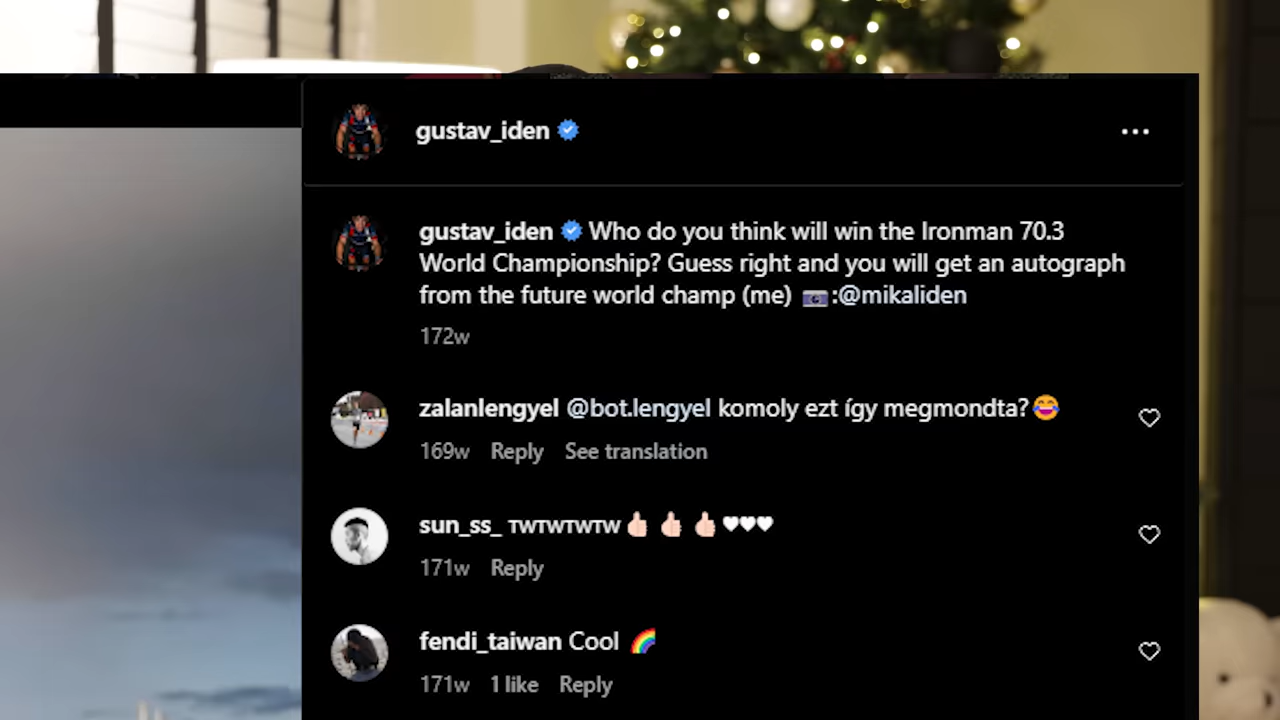 gustav_iden
gustav_iden Who do you think will win the Ironman 70.3
World Championship? Guess right and you will get an autograph
from the future world champ (me) 📷:@mikaliden
172w
zalanlengyel @bot.lengyel komoly ezt így megmondta?😂
169w Reply See translation
sun_ss_ ᴛᴡᴛᴡᴛᴡᴛᴡ👍🏻👍🏻👍🏻♥♥♥
171w Reply
fendi_taiwan Cool 🌈
171w 1 like Reply